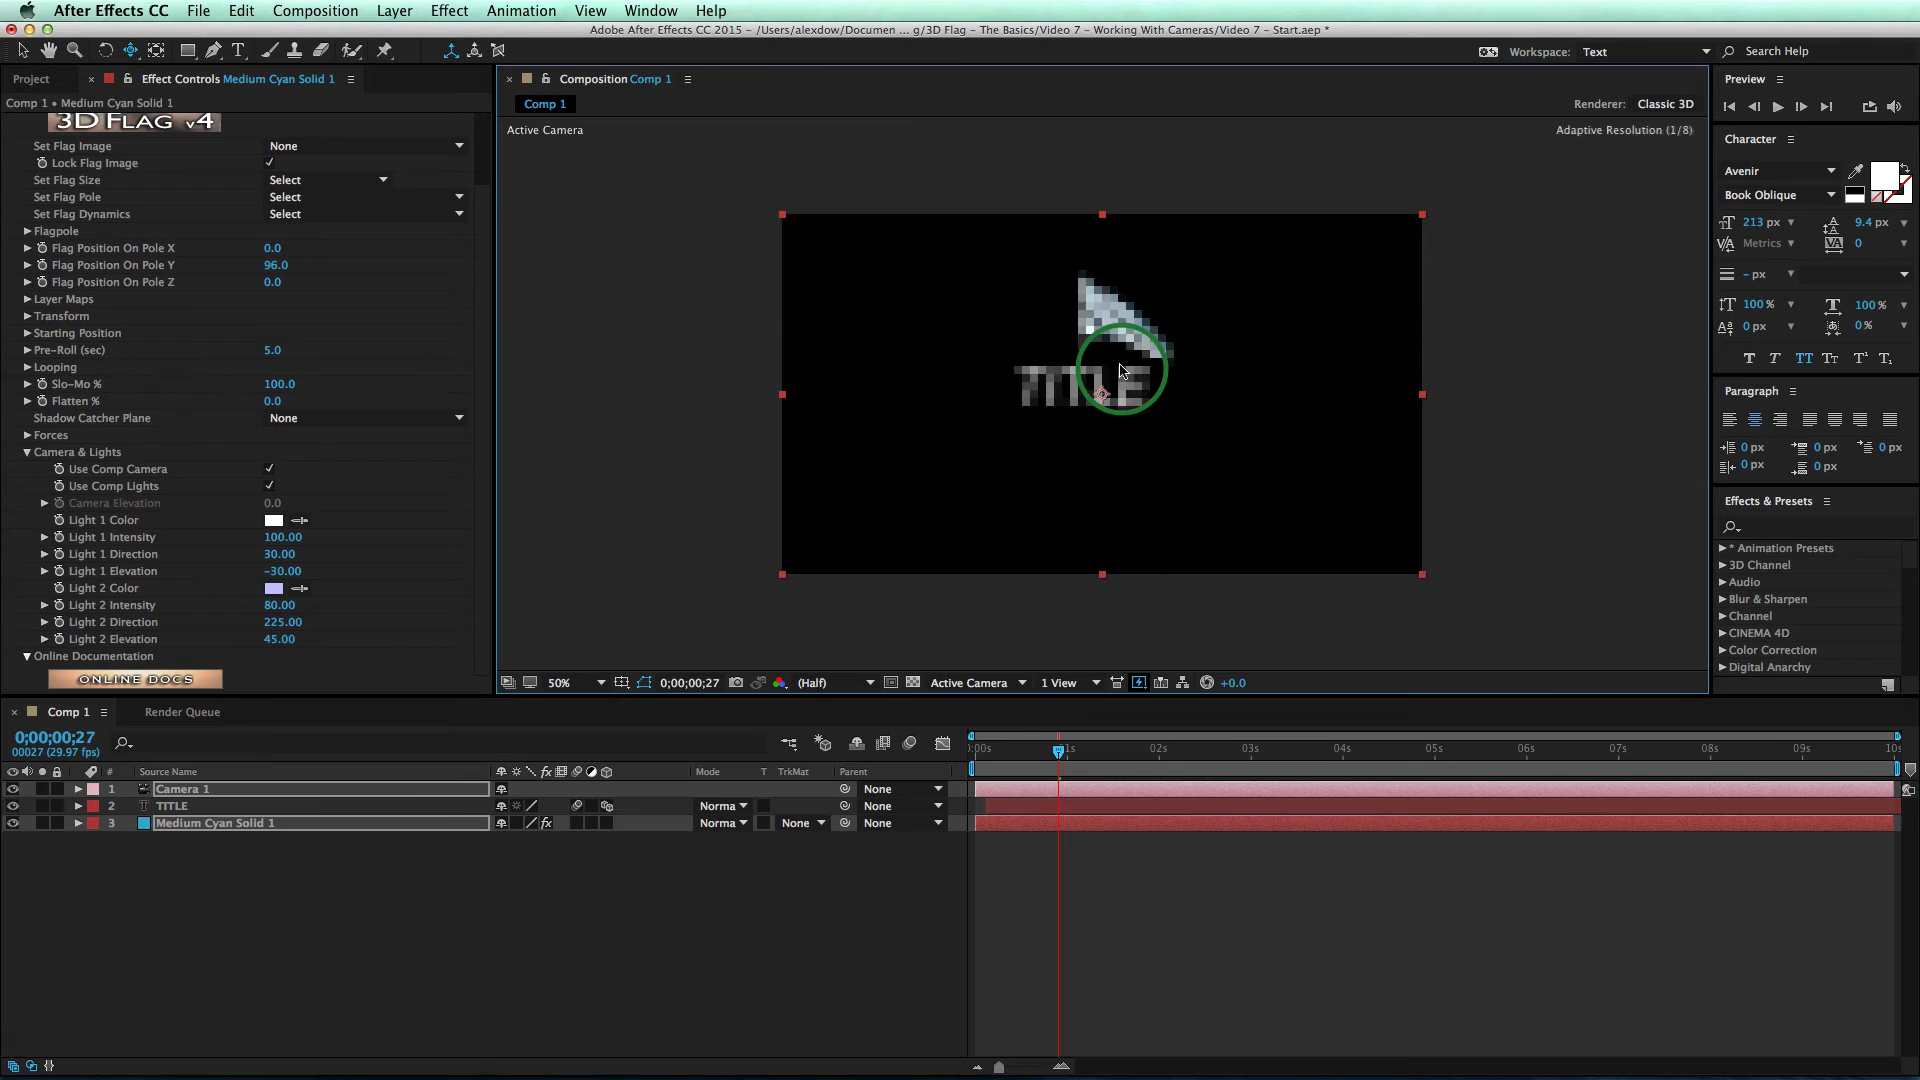 After Effects CC File Edit Composition Layer Effect Animation View Window Help
Adobe After Effects CC 2015 - /Users/alexdow/Documen ... g/3D Flag - The Basics/Video 7 - Working With Cameras/Video 7 - Start.aep *
Workspace: Text Search Help
Project Effect Controls Medium Cyan Solid 1
Composition Comp 1
Preview
Comp 1 • Medium Cyan Solid 1
Comp 1
Renderer: Classic 3D
3D FLAG v4
Active Camera
Adaptive Resolution (1/8)
Set Flag Image None
Lock Flag Image
Set Flag Size Select
Set Flag Pole Select
Set Flag Dynamics Select
Flagpole
Flag Position On Pole X 0.0
Flag Position On Pole Y 96.0
Flag Position On Pole Z 0.0
Layer Maps
Transform
Starting Position
Pre-Roll (sec) 5.0
Looping
Slo-Mo % 100.0
Flatten % 0.0
Shadow Catcher Plane None
Forces
Camera & Lights
Use Comp Camera
Use Comp Lights
Camera Elevation 0.0
Light 1 Color
Light 1 Intensity 100.00
Light 1 Direction 30.00
Light 1 Elevation -30.00
Light 2 Color
Light 2 Intensity 80.00
Light 2 Direction 225.00
Light 2 Elevation 45.00
Online Documentation
ONLINE DOCS
TITLE
50% 0;00;00;27 (Half) Active Camera 1 View +0.0
Character
Avenir
Book Oblique
213 px 9.4 px
Metrics 0
- px
100 % 100 %
0 px 0 %
Paragraph
0 px 0 px 0 px
0 px 0 px
Effects & Presets
* Animation Presets
3D Channel
Audio
Blur & Sharpen
Channel
CINEMA 4D
Color Correction
Digital Anarchy
Comp 1 Render Queue
0;00;00;27
00027 (29.97 fps)
:00s 1s 02s 03s 04s 05s 06s 07s 08s 09s 10s
# Source Name Mode T TrkMat Parent
1 Camera 1 None
2 TITLE Norma None
3 Medium Cyan Solid 1 Norma None None